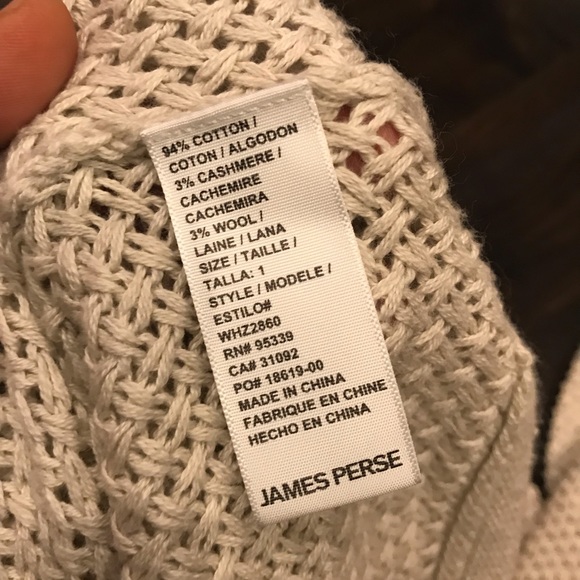 94% COTTON /
COTON / ALGODON
3% CASHMERE /
CACHEMIRE
CACHEMIRA
3% WOOL /
LAINE / LANA
SIZE / TAILLE /
TALLA: 1
STYLE / MODELE /
ESTILO#
WHZ2860
RN# 95339
CA# 31092
PO# 18619-00
MADE IN CHINA
FABRIQUE EN CHINE
HECHO EN CHINA
JAMES PERSE